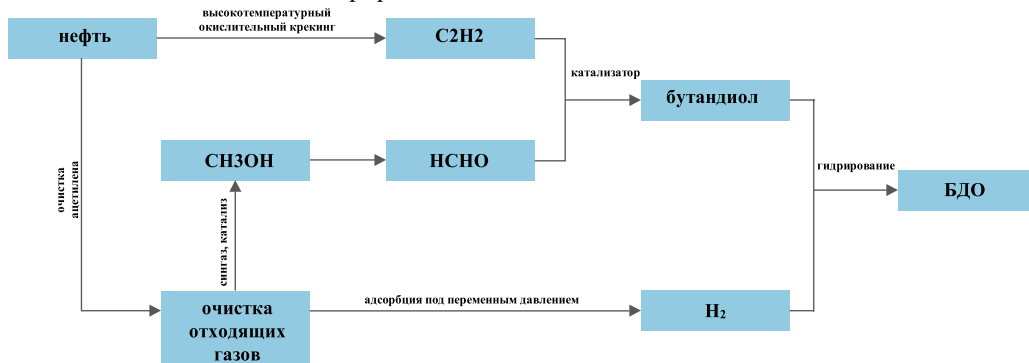 высокотемпературный
окислительный крекинг
нефть
C2H2
катализатор
бутандиол
CH3OH
HCHO
гидрирование
БДО
очистка
ацетилена
сингаз, катализ
адсорбция под переменным давлением
очистка
отходящих
газов
H₂